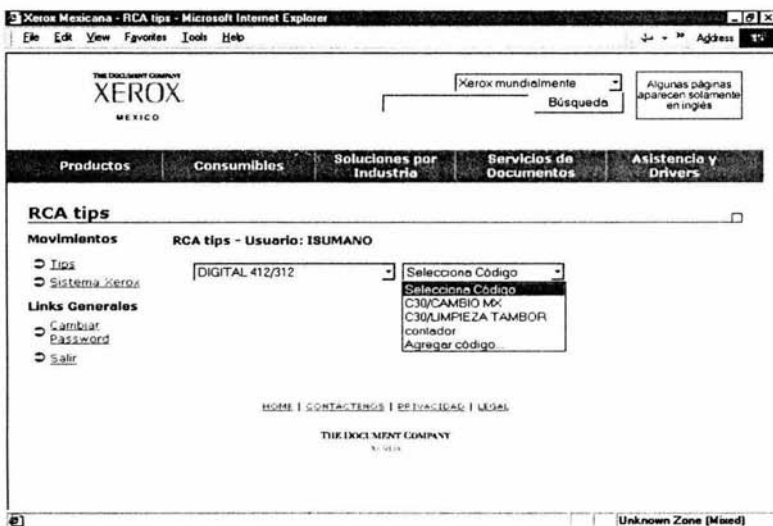 Xerox Mexicana - RCA tips - Microsoft Internet Explorer
File Edit View Favorites Tools Help
Address
THE DOCUMENT COMPANY
XEROX
MEXICO
Xerox mundialmente
Búsqueda
Algunas páginas
aparecen solamente
en inglés
Productos
Consumibles
Soluciones por
Industria
Servicios de
Documentos
Asistencia y
Drivers
RCA tips
Movimientos
RCA tips - Usuario: ISUMANO
Tips
Sistema Xerox
DIGITAL 412/312
Selecciona Código
Selecciona Código
C30/CAMBIO MX
C30/LIMPIEZA TAMBOR
contador
Agregar código...
Links Generales
Cambiar
Password
Salir
HOME | CONTACTENOS | PRIVACIDAD | LEGAL
THE DOCUMENT COMPANY
XEROX
Unknown Zone (Mixed)